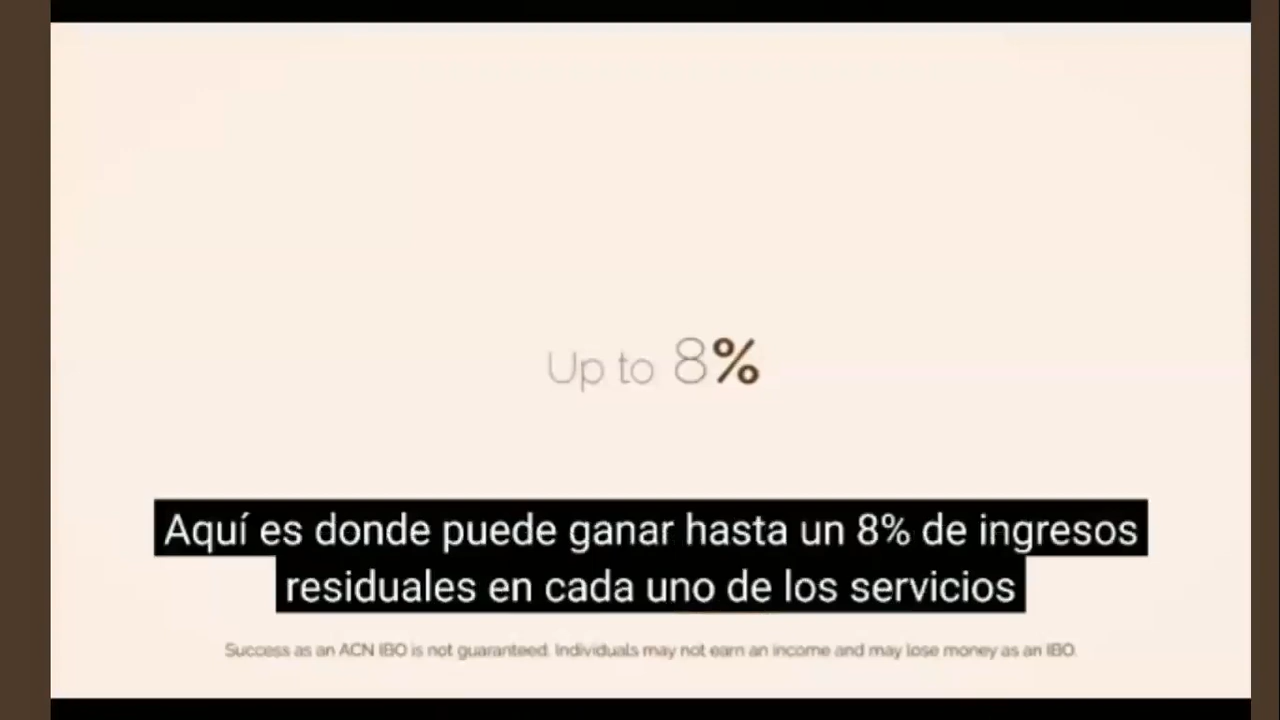 Up to 8%
Aquí es donde puede ganar hasta un 8% de ingresos
residuales en cada uno de los servicios
Success as an ACN IBO is not guaranteed. Individuals may not earn an income and may lose money as an IBO.